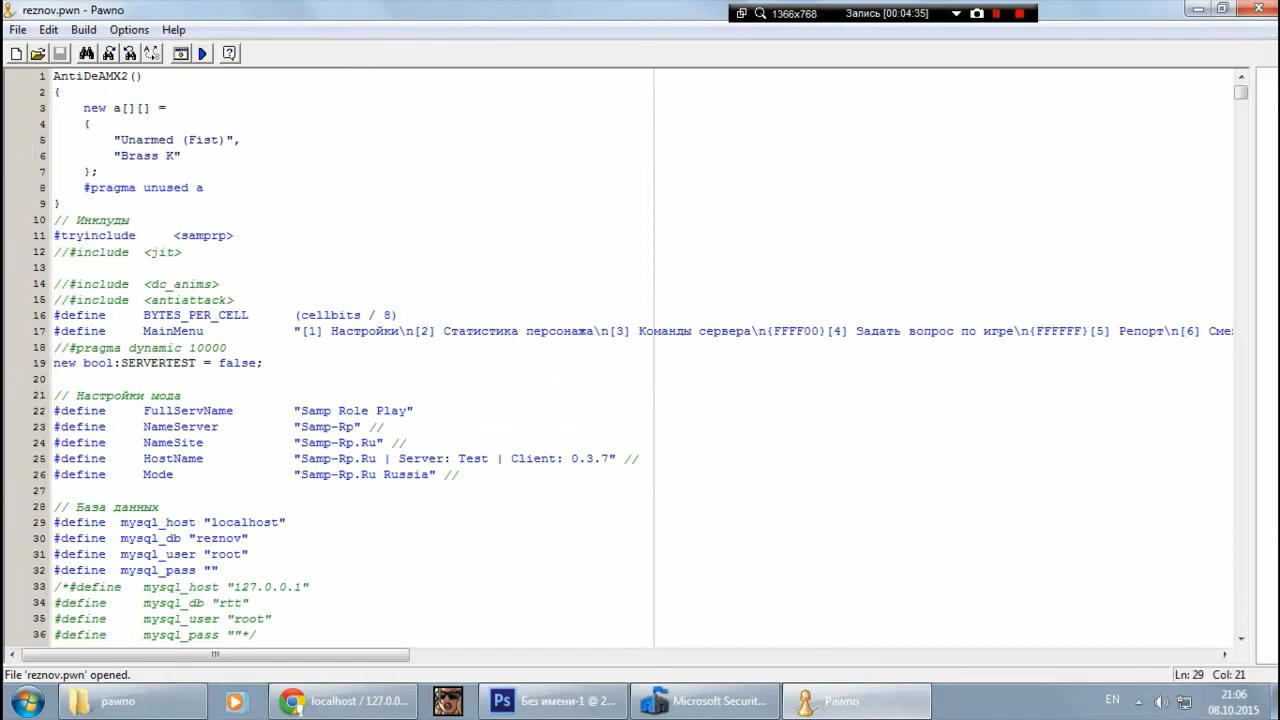 reznov.pwn - Pawno
1366x768
Запись [00:04:35]
File Edit Build Options Help
1 AntiDeAMX2()
2 {
3 new a[][] =
4 {
5 "Unarmed (Fist)",
6 "Brass K"
7 };
8 #pragma unused a
9 }
10 // Инклуды
11 #tryinclude <samprp>
12 //#include <jit>
13
14 //#include <dc_anims>
15 //#include <antiattack>
16 #define BYTES_PER_CELL (cellbits / 8)
17 #define MainMenu "[1] Настройки\n[2] Статистика персонажа\n[3] Команды сервера\n{FFFF00}[4] Задать вопрос по игре\n{FFFFFF}[5] Репорт\n[6] Сме
18 //#pragma dynamic 10000
19 new bool:SERVERTEST = false;
20
21 // Настройки мода
22 #define FullServName "Samp Role Play"
23 #define NameServer "Samp-Rp" //
24 #define NameSite "Samp-Rp.Ru" //
25 #define HostName "Samp-Rp.Ru | Server: Test | Client: 0.3.7" //
26 #define Mode "Samp-Rp.Ru Russia" //
27
28 // База данных
29 #define mysql_host "localhost"
30 #define mysql_db "reznov"
31 #define mysql_user "root"
32 #define mysql_pass ""
33 /*#define mysql_host "127.0.0.1"
34 #define mysql_db "rtt"
35 #define mysql_user "root"
36 #define mysql_pass ""*/
File 'reznov.pwn' opened.
Ln: 29 Col: 21
pawno
localhost / 127.0.0...
Ps
Без имени-1 @ 2...
Microsoft Securit...
Pawno
EN
21:06
08.10.2015